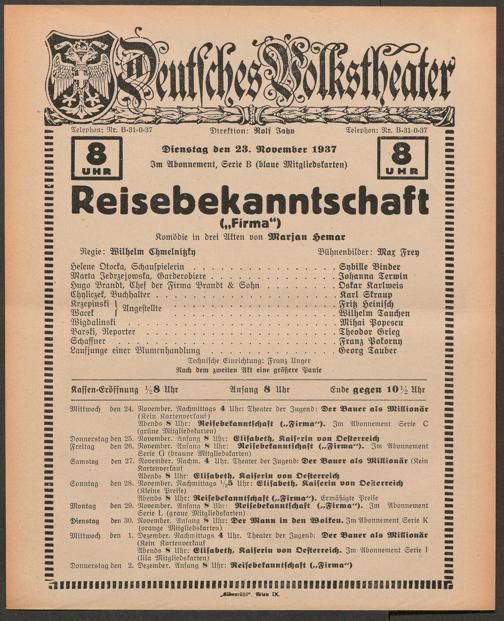 Deutsches Volkstheater
Telephon: Nr. B-31-0-37 Direktion: Rolf Jahn Telephon: Nr. B-31-0-37
8 UHR
Dienstag den 23. November 1937
8 UHR
Im Abonnement, Serie B (blaue Mitgliedskarten)
Reisebekanntschaft
(„Firma“)
Komödie in drei Akten von Marjan Hemar
Regie: Wilhelm Chmelnitzky Bühnenbilder: Max Frey
Helene Otocka, Schauspielerin . . . Sybille Binder
Marta Jedrzejowska, Garderobiere . . . Johanna Terwin
Hugo Brandt, Chef der Firma Brandt & Sohn . . . Oskar Karlweis
Chyliczek, Buchhalter . . . Karl Skraup
Krzepinski } Angestellte . . . Fritz Heinisch
Wacek } Angestellte . . . Wilhelm Tauchen
Migdalinski . . . Mihai Popescu
Barski, Reporter . . . Theodor Grieg
Schaffner . . . Franz Pokorny
Laufjunge einer Blumenhandlung . . . Georg Tauber
Technische Einrichtung: Franz Unger
Nach dem zweiten Akt eine größere Pause
Kassen-Eröffnung ½8 Uhr Anfang 8 Uhr Ende gegen 10½ Uhr
Mittwoch den 24. November, Nachmittags 4 Uhr: Theater der Jugend: Der Bauer als Millionär
(Kein Kartenverkauf)
Abends 8 Uhr: Reisebekanntschaft („Firma“). Im Abonnement Serie C
(grüne Mitgliedskarten)
Donnerstag den 25. November. Anfang 8 Uhr: Elisabeth, Kaiserin von Oesterreich
Freitag den 26. November. Anfang 8 Uhr: Reisebekanntschaft („Firma“). Im Abonnement
Serie G (braune Mitgliedskarten)
Samstag den 27. November. Nachm. 4 Uhr. Theater der Jugend: Der Bauer als Millionär (Kein
Kartenverkauf
Abends 8 Uhr: Elisabeth, Kaiserin von Oesterreich
Sonntag den 28. November. Nachmittags ½3 Uhr: Elisabeth, Kaiserin von Oesterreich
(Kleine Preise)
Abends 8 Uhr: Reisebekanntschaft („Firma“). Ermäßigte Preise
Montag den 29. November. Anfang 8 Uhr: Reisebekanntschaft („Firma“). Im Abonnement
Serie L (graue Mitgliedskarten)
Dienstag den 30. November. Anfang 8 Uhr: Der Mann in den Wolken. Im Abonnement Serie K
(orange Mitgliedskarten)
Mittwoch den 1. Dezember. Nachmittags 4 Uhr. Theater der Jugend: Der Bauer als Millionär
(Kein Kartenverkauf
Abends 8 Uhr: Elisabeth, Kaiserin von Oesterreich. Im Abonnement Serie I
(lila Mitgliedskarten)
Donnerstag den 2. Dezember. Anfang 8 Uhr: Reisebekanntschaft („Firma“)
„Elbemühl“, Wien IX.